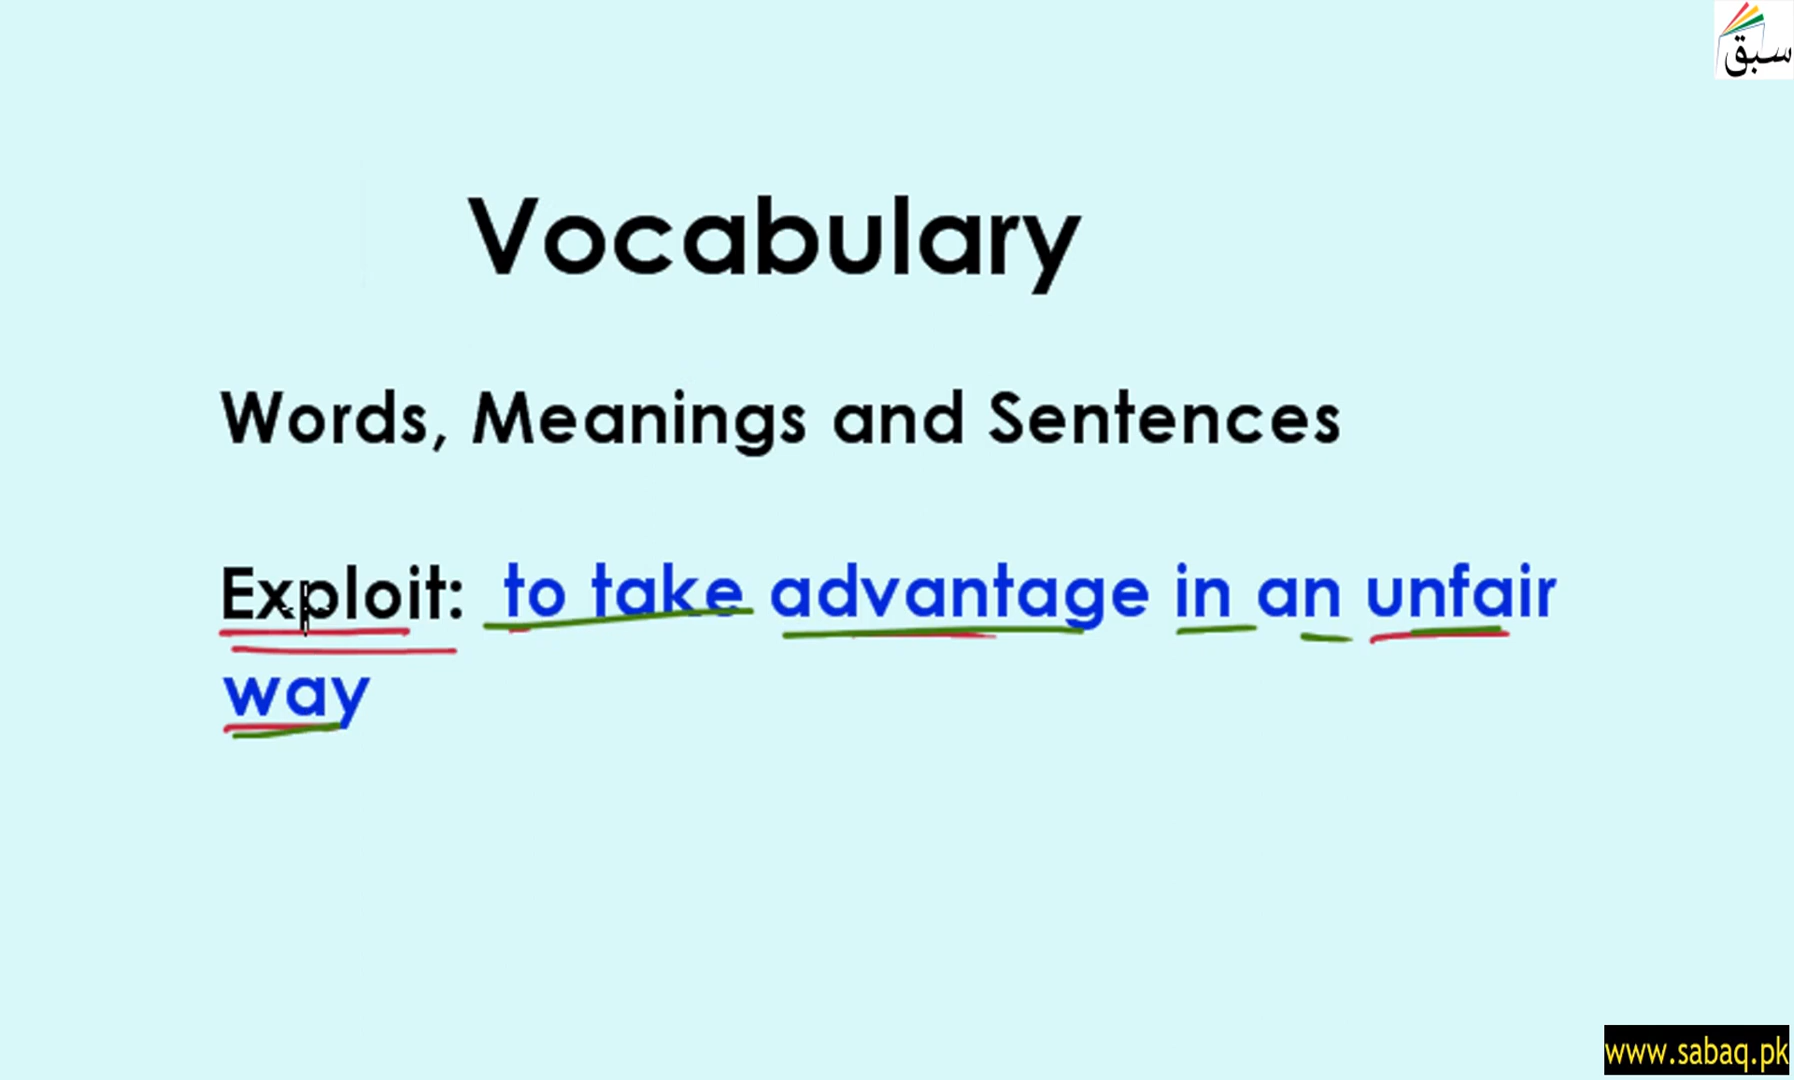 سبق
Vocabulary
Words, Meanings and Sentences
Exploit: to take advantage in an unfair
way
www.sabaq.pk